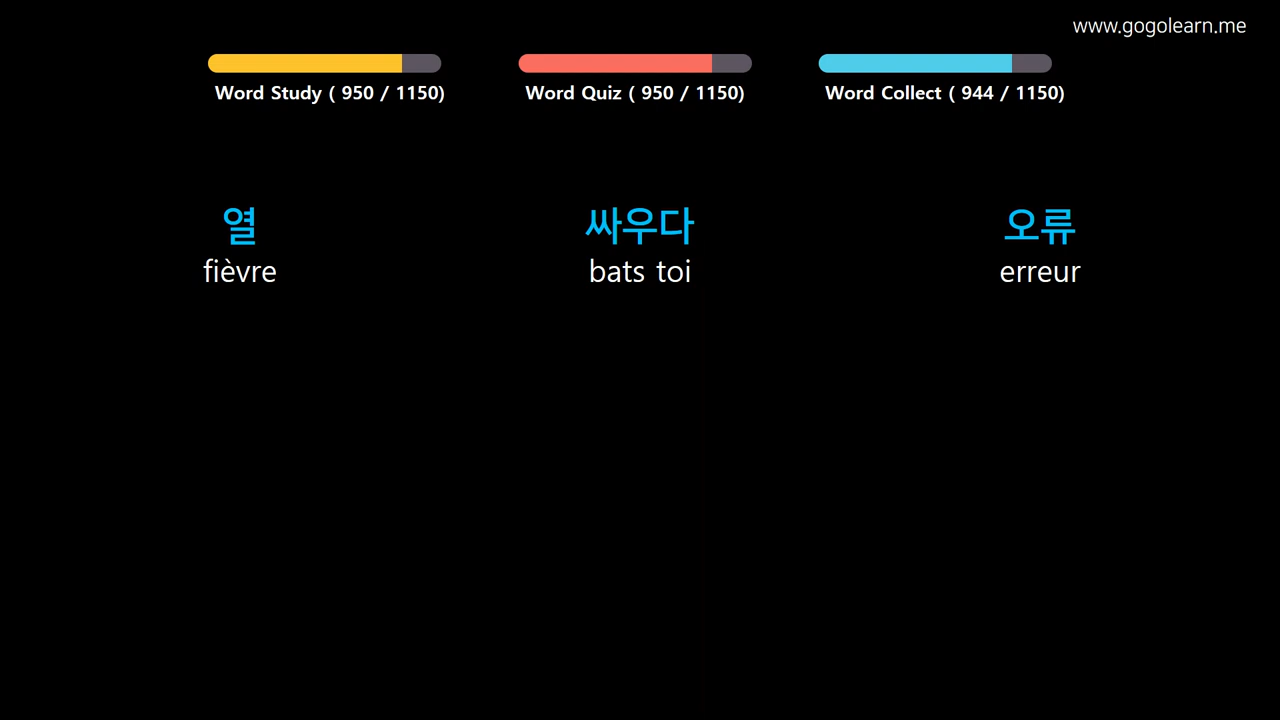 www.gogolearn.me
Word Study ( 950 / 1150)
Word Quiz ( 950 / 1150)
Word Collect ( 944 / 1150)
열
fièvre
싸우다
bats toi
오류
erreur